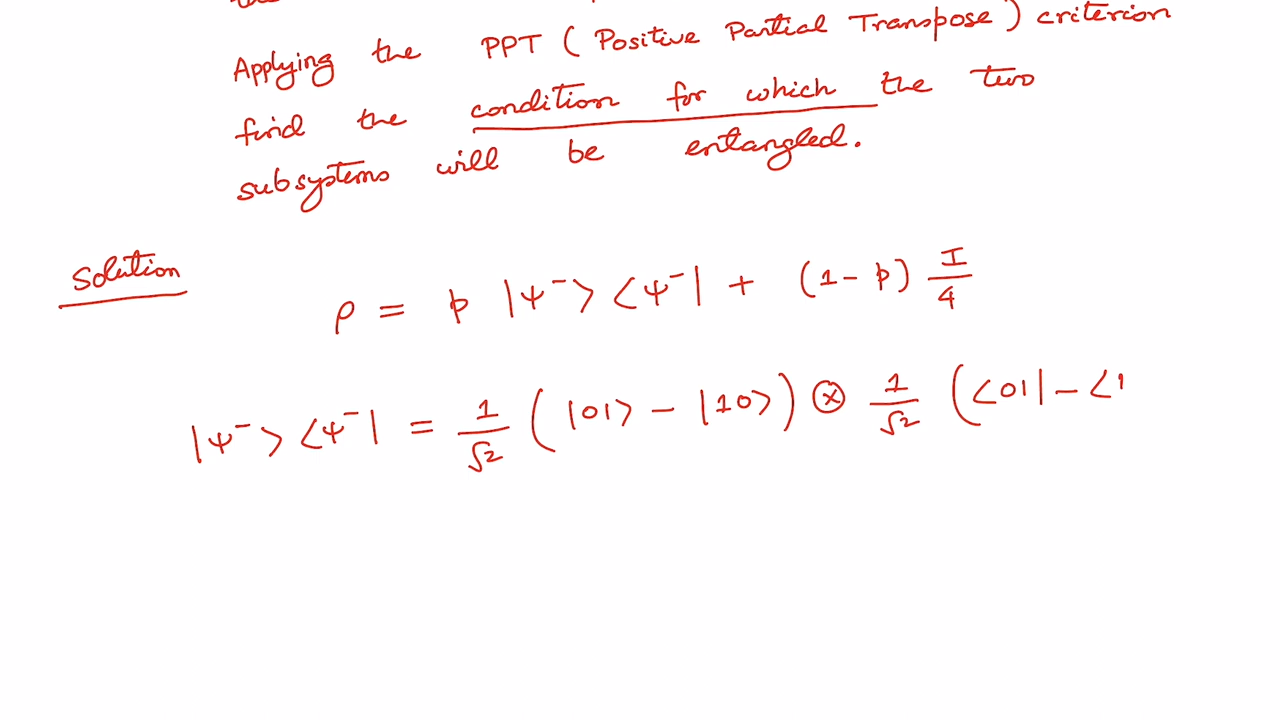 the
Applying the PPT ( Positive Partial Transpose ) criterion
find the condition for which the two
subsystems will be entangled.
Solution
ρ = p |ψ⁻> <ψ⁻| + (1 - p) I/4
|ψ⁻> <ψ⁻| = 1/√2 ( |01> - |10> ) ⊗ 1/√2 ( <01| - <1